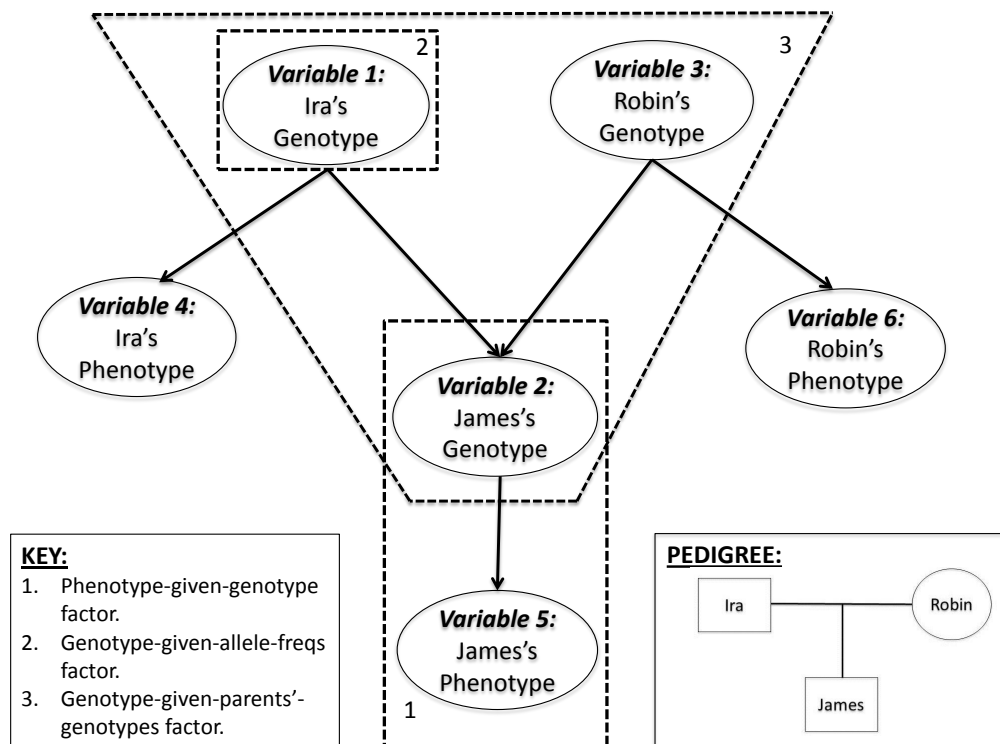 2
3
Variable 1:
Ira's
Genotype
Variable 3:
Robin's
Genotype
Variable 4:
Ira's
Phenotype
Variable 6:
Robin's
Phenotype
Variable 2:
James's
Genotype
Variable 5:
James's
Phenotype
1
KEY:
1. Phenotype-given-genotype
factor.
2. Genotype-given-allele-freqs
factor.
3. Genotype-given-parents'-
genotypes factor.
PEDIGREE:
Ira
Robin
James